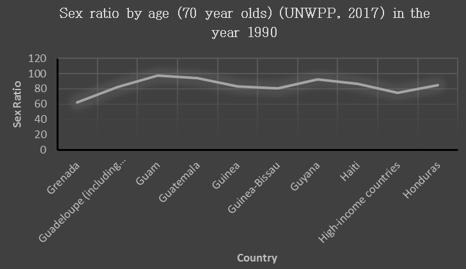 Sex ratio by age (70 year olds) (UNWPP, 2017) in the
year 1990
Sex Ratio
120
100
80
60
40
20
0
Grenada
Guadeloupe (including...
Guam
Guatemala
Guinea
Guinea-Bissau
Guyana
Haiti
High-income countries
Honduras
Country